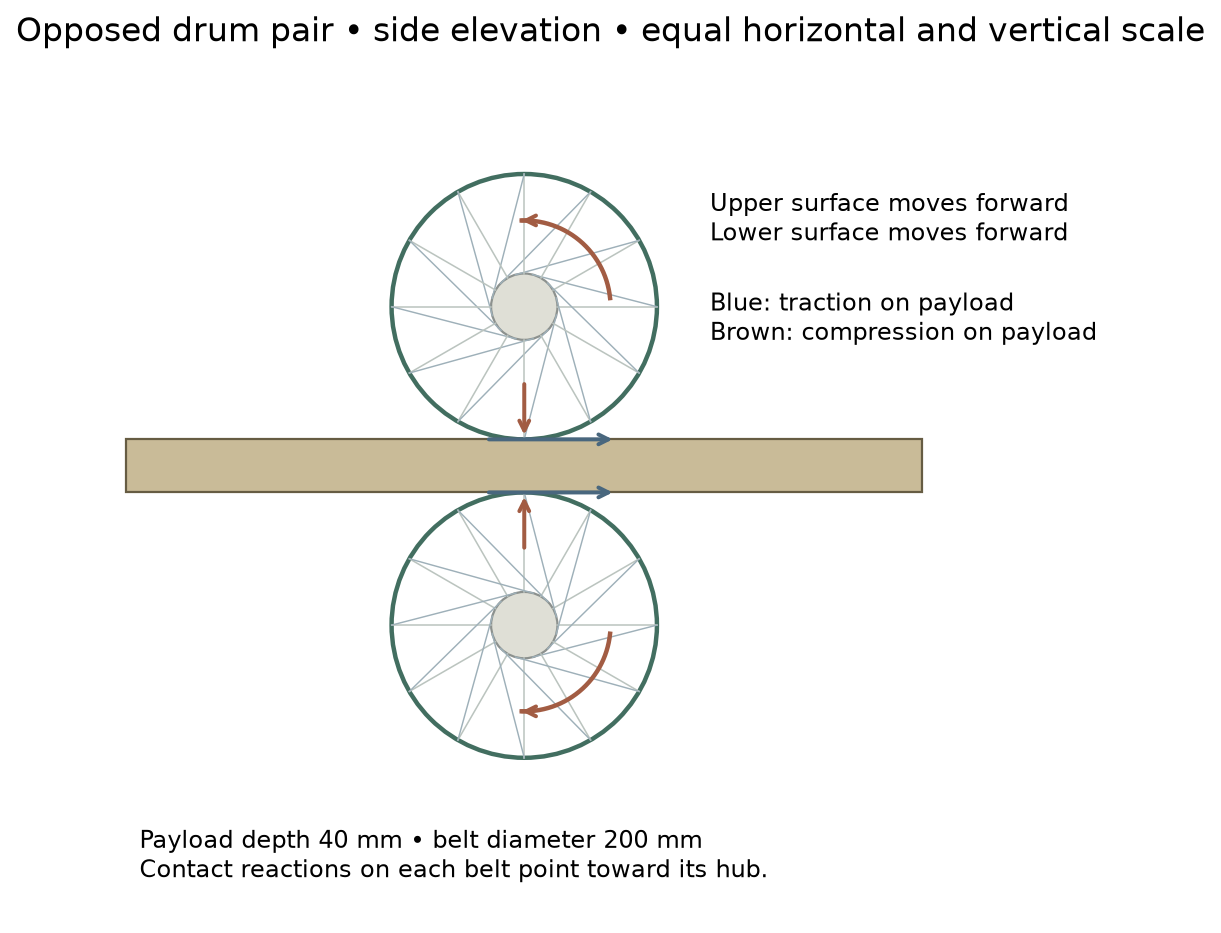 Opposed drum pair • side elevation • equal horizontal and vertical scale
Upper surface moves forward
Lower surface moves forward
Blue: traction on payload
Brown: compression on payload
Payload depth 40 mm • belt diameter 200 mm
Contact reactions on each belt point toward its hub.